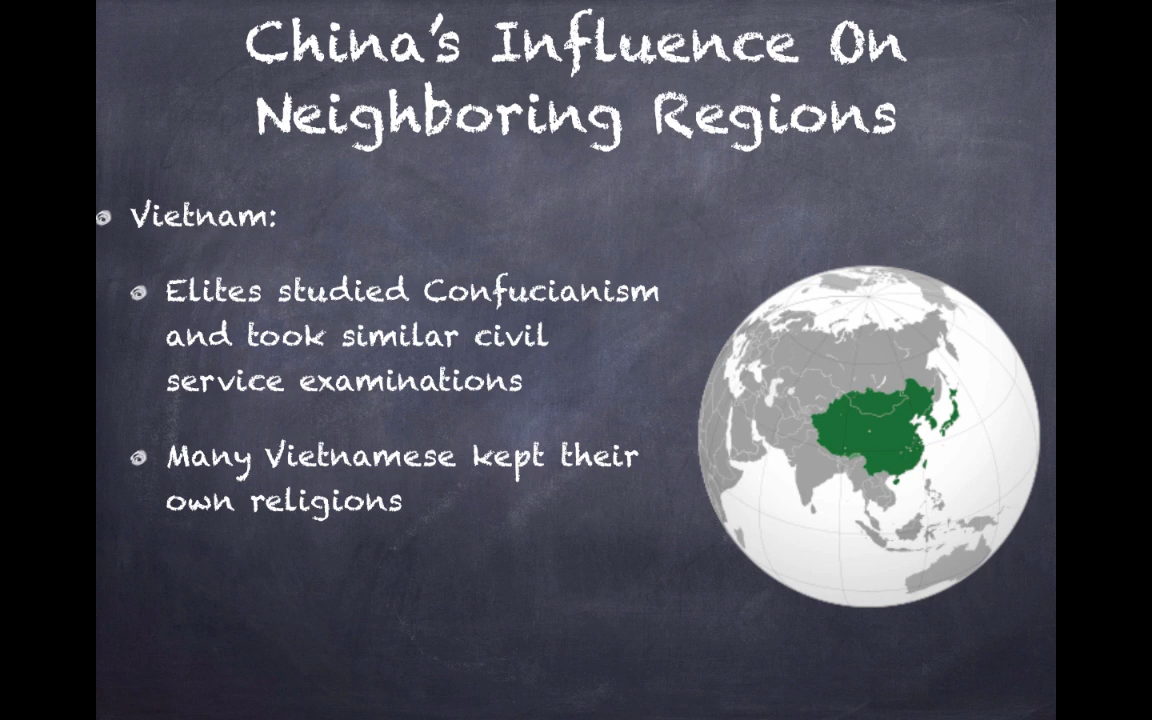 China's Influence On
Neighboring Regions
Vietnam:
Elites studied Confucianism
and took similar civil
service examinations
Many Vietnamese kept their
own religions